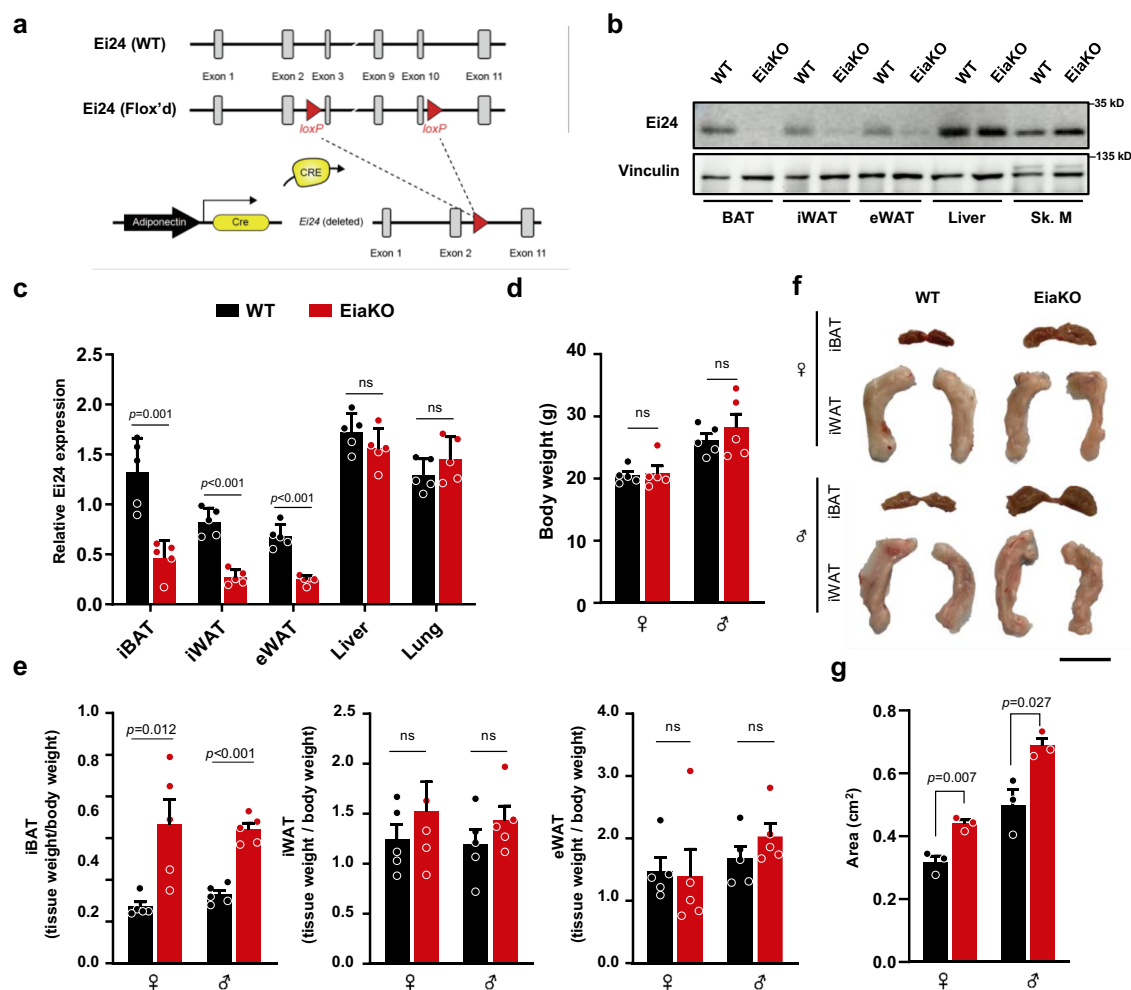 a
Ei24 (WT)
Exon 1 Exon 2 Exon 3 Exon 9 Exon 10 Exon 11
Ei24 (Flox'd)
loxP loxP
CRE
Adiponectin Cre
Ei24 (deleted)
Exon 1 Exon 2 Exon 11
b
WT EiaKO WT EiaKO WT EiaKO WT EiaKO WT EiaKO
35 kD
Ei24
135 kD
Vinculin
BAT iWAT eWAT Liver Sk. M
c
WT EiaKO
Relative Ei24 expression
2.5
2.0
1.5
1.0
0.5
0.0
p=0.001
p<0.001
p<0.001
ns
ns
iBAT iWAT eWAT Liver Lung
d
Body weight (g)
40
30
20
10
0
ns
ns
♀ ♂
e
iBAT
(tissue weight/body weight)
1.0
0.8
0.6
0.4
0.2
0.0
p=0.012
p<0.001
♀ ♂
iWAT
(tissue weight / body weight)
2.5
2.0
1.5
1.0
0.5
0.0
ns ns
♀ ♂
eWAT
(tissue weight / body weight)
4.0
3.0
2.0
1.0
0.0
ns ns
♀ ♂
f
WT EiaKO
♀
iBAT
iWAT
♂
iBAT
iWAT
g
Area (cm²)
0.8
0.6
0.4
0.2
0.0
p=0.007
p=0.027
♀ ♂